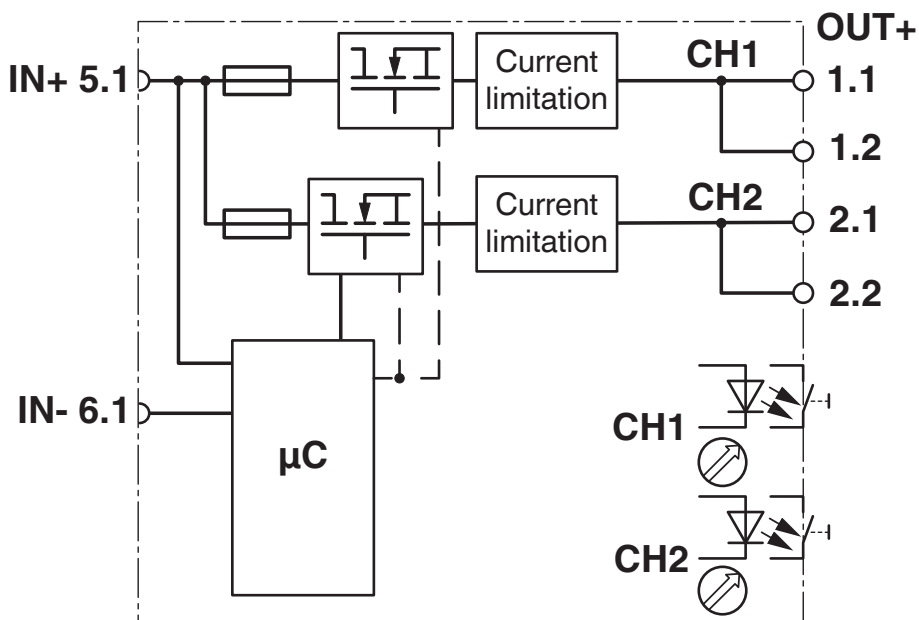 OUT+
IN+ 5.1
Current
limitation
CH1
1.1
1.2
Current
limitation
CH2
2.1
2.2
IN- 6.1
µC
CH1
CH2